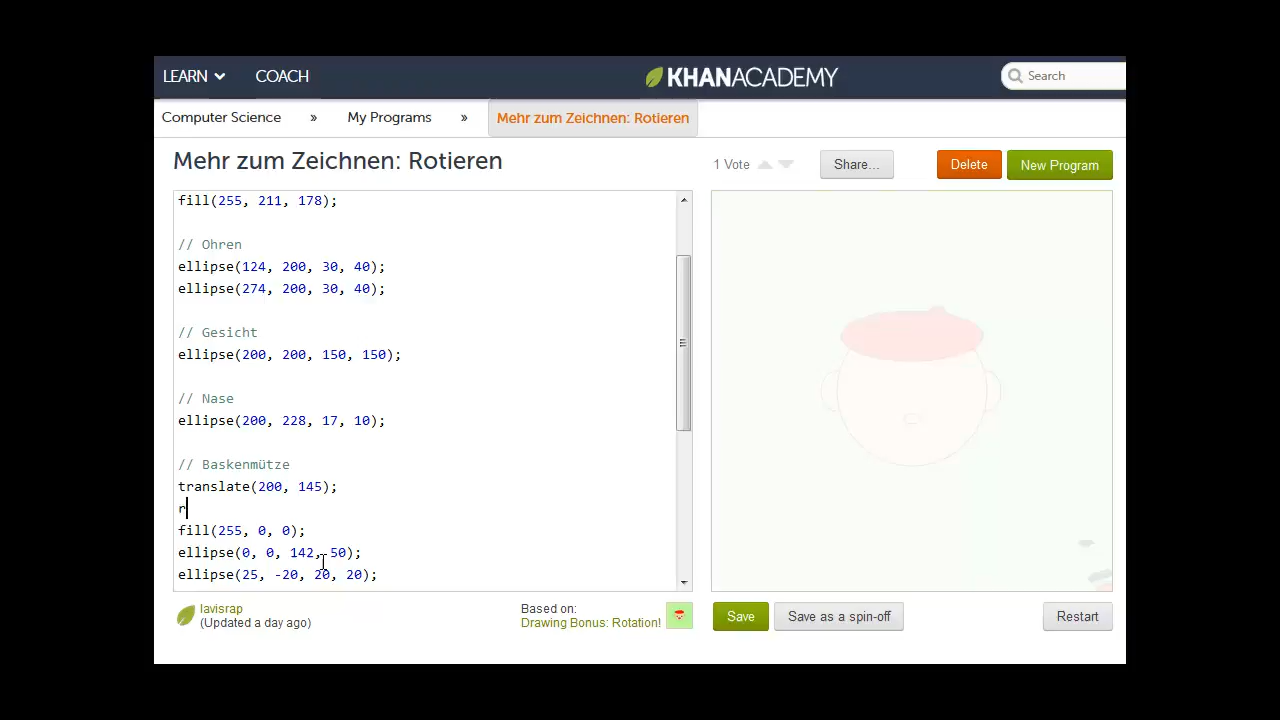 LEARN COACH KHANACADEMY Search
Computer Science » My Programs » Mehr zum Zeichnen: Rotieren
Mehr zum Zeichnen: Rotieren 1 Vote Share... Delete New Program
fill(255, 211, 178);
// Ohren
ellipse(124, 200, 30, 40);
ellipse(274, 200, 30, 40);
// Gesicht
ellipse(200, 200, 150, 150);
// Nase
ellipse(200, 228, 17, 10);
// Baskenmütze
translate(200, 145);
r
fill(255, 0, 0);
ellipse(0, 0, 142, 50);
ellipse(25, -20, 20, 20);
lavisrap
(Updated a day ago)
Based on:
Drawing Bonus: Rotation!
Save Save as a spin-off Restart